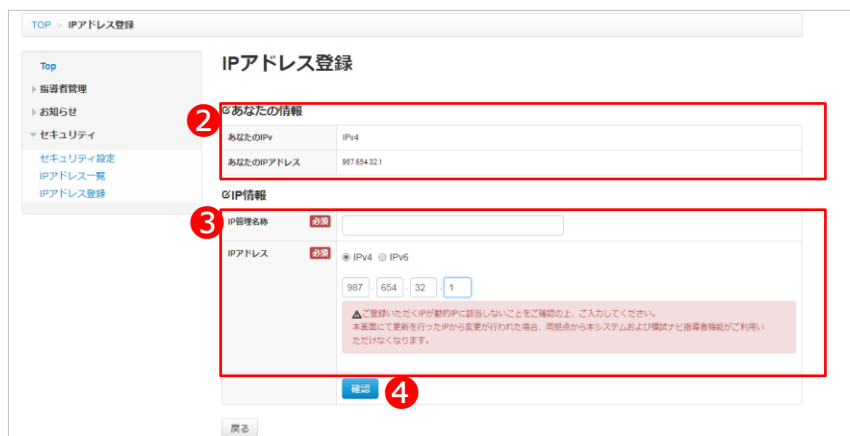 TOP > IPアドレス登録
Top
指導者管理
お知らせ
セキュリティ
セキュリティ設定
IPアドレス一覧
IPアドレス登録
IPアドレス登録
2
あなたの情報
あなたのIPv IPv4
あなたのIPアドレス 987.654.32.1
IP情報
3
IP管理名称 必須
IPアドレス 必須 IPv4 IPv6
987 . 654 . 32 . 1
ご登録いただくIPが動的IPに該当しないことをご確認の上、ご入力してください。
本画面にて更新を行ったIPから変更が行われた場合、同拠点から本システムおよび模試ナビ指導者機能がご利用い
ただけなくなります。
確認 4
戻る